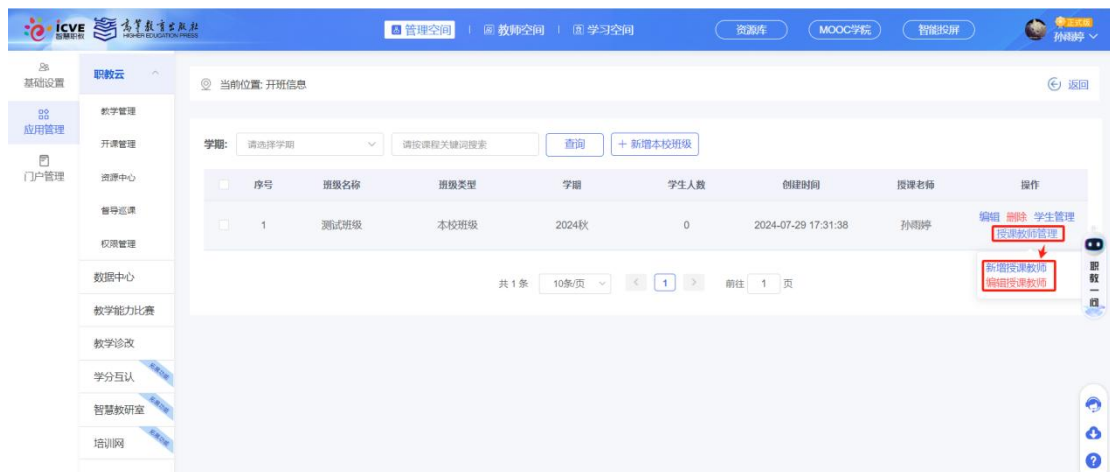 icve 智慧职教 高等教育出版社 HIGHER EDUCATION PRESS 管理空间 教师空间 学习空间 资源库 MOOC学院 智能投屏 正式版 孙雨婷
基础设置
应用管理
门户管理
职教云
教学管理
开课管理
资源中心
督导巡课
权限管理
数据中心
教学能力比赛
教学诊改
学分互认
智慧教研室
培训网
当前位置: 开班信息 返回
学期: 请选择学期 请按课程关键词搜索 查询 + 新增本校班级
序号 班级名称 班级类型 学期 学生人数 创建时间 授课老师 操作
1 测试班级 本校班级 2024秋 0 2024-07-29 17:31:38 孙雨婷 编辑 删除 学生管理
授课教师管理
新增授课教师
编辑授课教师
共 1 条 10条/页 1 前往 1 页
职教一问